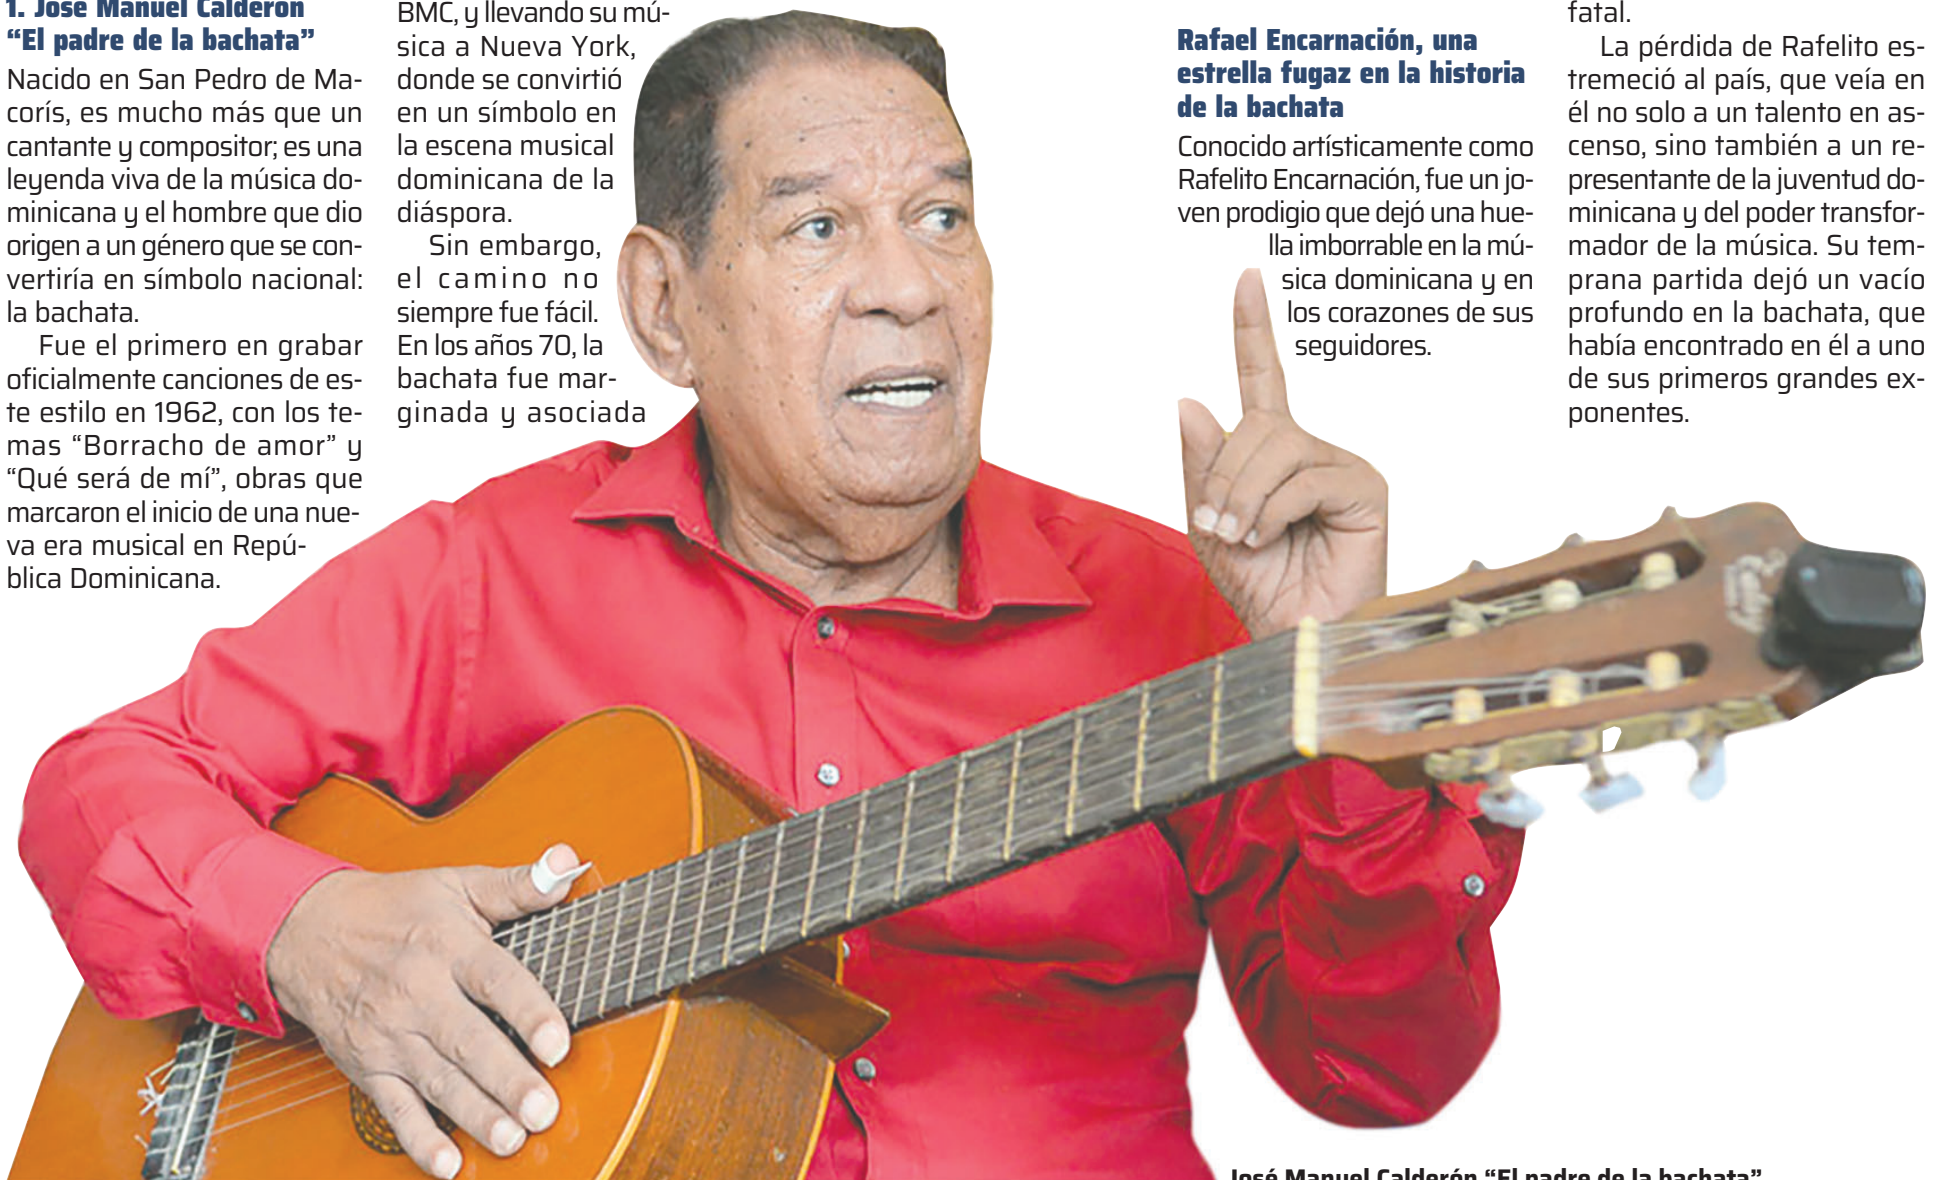 1. José Manuel Calderón
“El padre de la bachata”
Nacido en San Pedro de Ma-
corís, es mucho más que un
cantante y compositor; es una
leyenda viva de la música do-
minicana y el hombre que dio
origen a un género que se con-
vertiría en símbolo nacional:
la bachata.
Fue el primero en grabar
oficialmente canciones de es-
te estilo en 1962, con los te-
mas “Borracho de amor” y
“Qué será de mí”, obras que
marcaron el inicio de una nue-
va era musical en Repú-
blica Dominicana.
BMC, y llevando su mú-
sica a Nueva York,
donde se convirtió
en un símbolo en
la escena musical
dominicana de la
diáspora.
Sin embargo,
el camino no
siempre fue fácil.
En los años 70, la
bachata fue mar-
ginada y asociada
Rafael Encarnación, una
estrella fugaz en la historia
de la bachata
Conocido artísticamente como
Rafelito Encarnación, fue un jo-
ven prodigio que dejó una hue-
lla imborrable en la mú-
sica dominicana y en
los corazones de sus
seguidores.
fatal.
La pérdida de Rafelito es-
tremeció al país, que veía en
él no solo a un talento en as-
censo, sino también a un re-
presentante de la juventud do-
minicana y del poder transfor-
mador de la música. Su tem-
prana partida dejó un vacío
profundo en la bachata, que
había encontrado en él a uno
de sus primeros grandes ex-
ponentes.
José Manuel Calderón “El padre de la bachata”